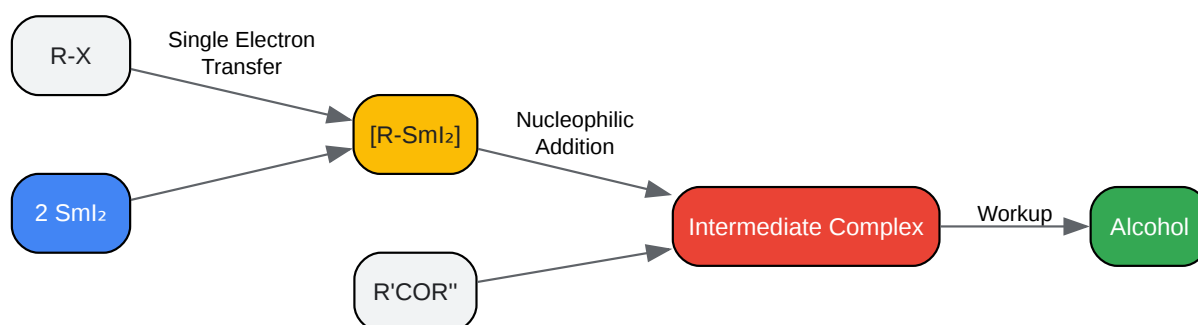 R-X
Single Electron
Transfer
2 SmI₂
[R-SmI₂]
Nucleophilic
Addition
R'COR"
Intermediate Complex
Workup
Alcohol